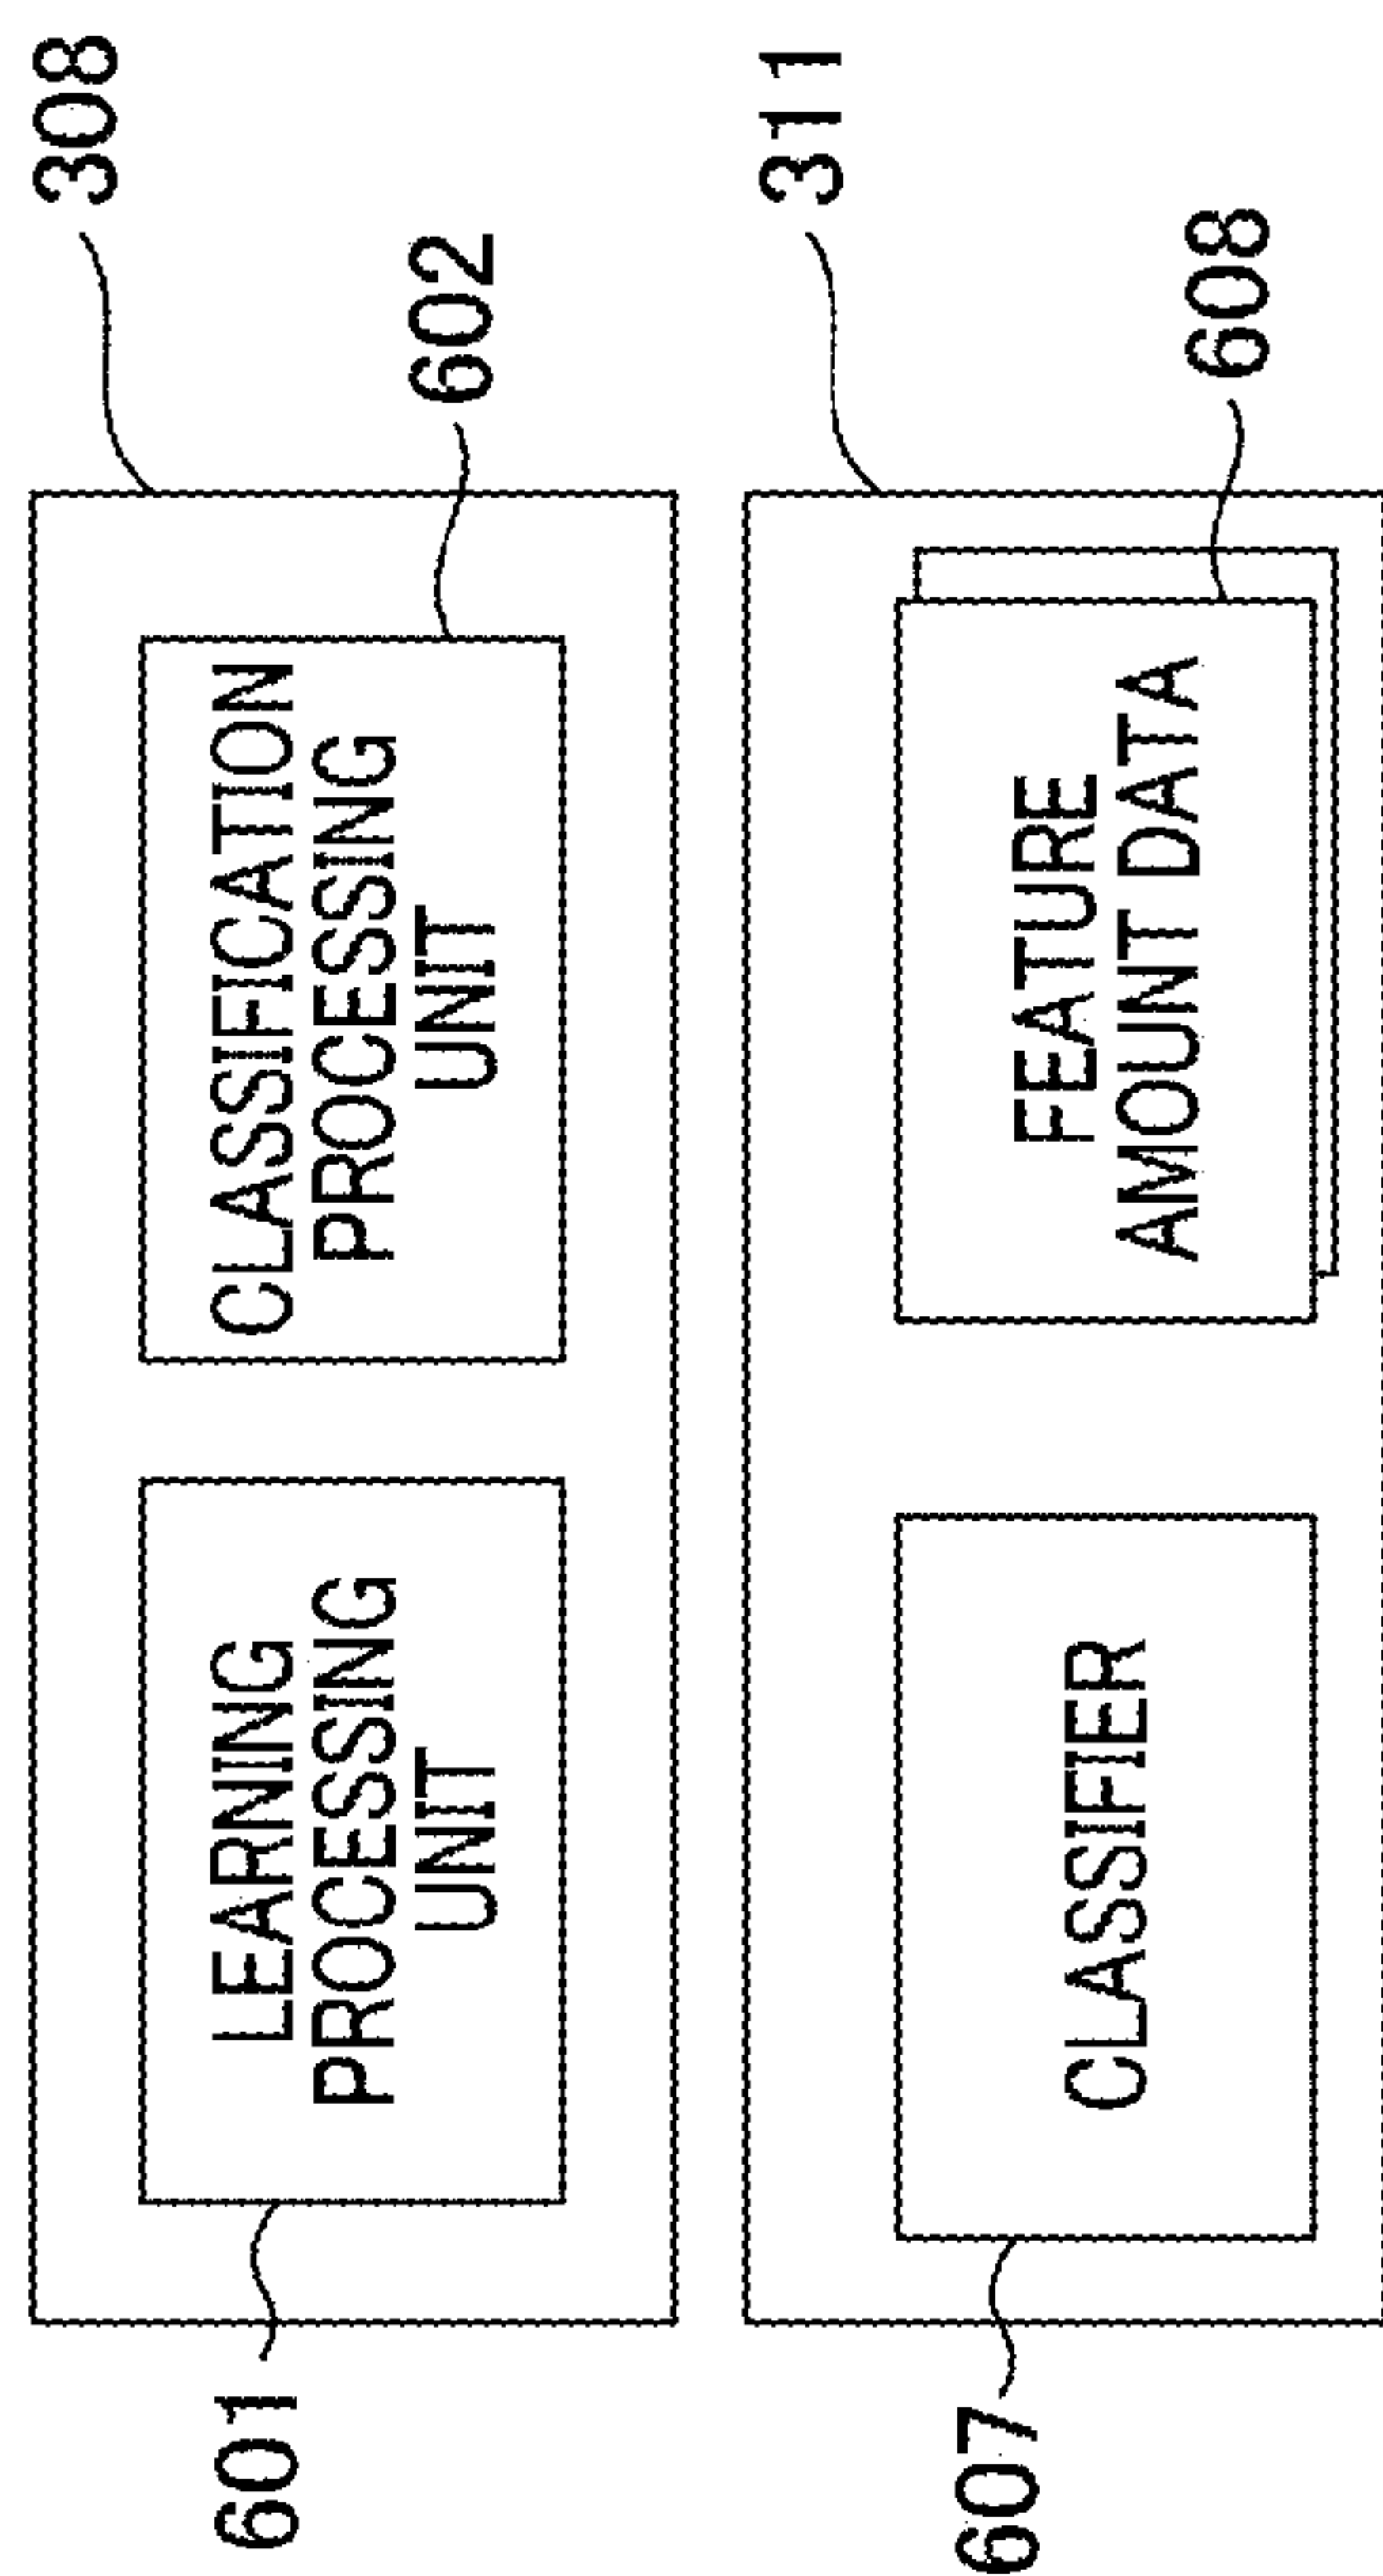 308
601
LEARNING
PROCESSING
UNIT
CLASSIFICATION
PROCESSING
UNIT
602
311
607
CLASSIFIER
FEATURE
AMOUNT DATA
608